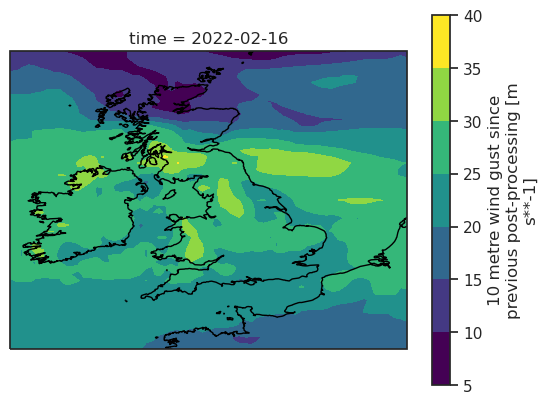 time = 2022-02-16
40
35
30
25
20
15
10
5
10 metre wind gust since
previous post-processing [m
s**-1]